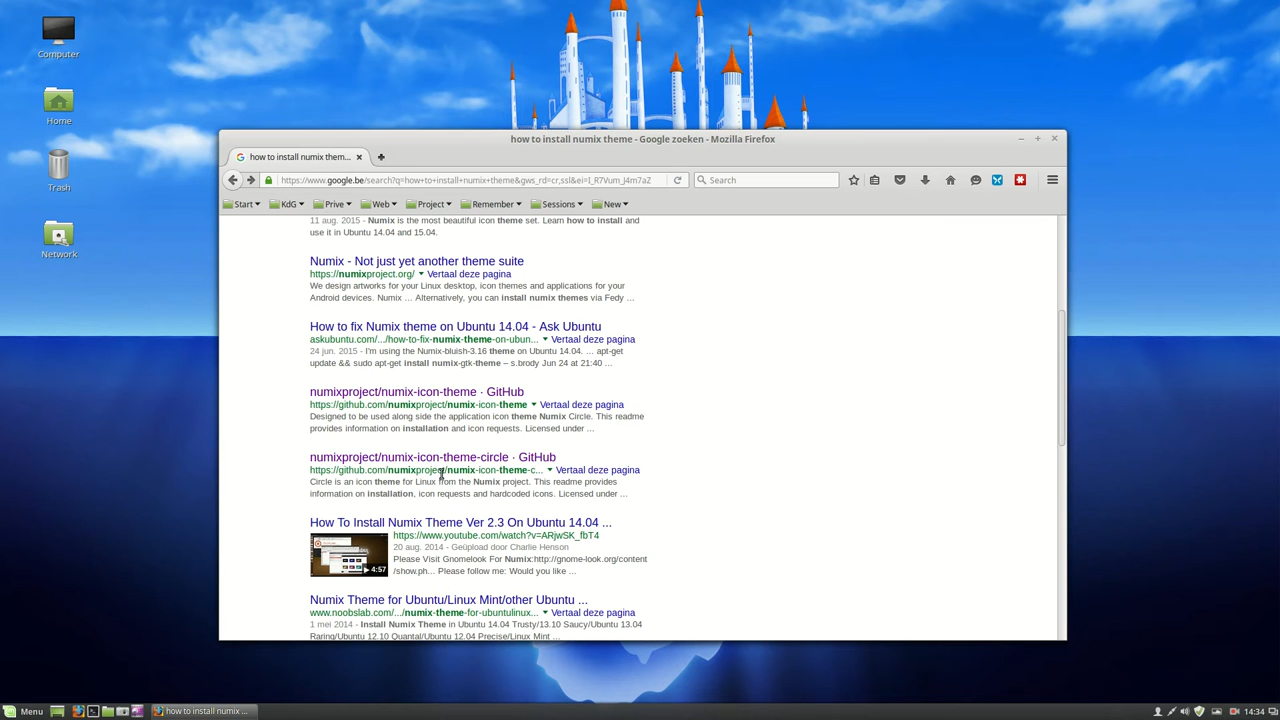 Computer
Home
Trash
Network
how to install numix theme - Google zoeken - Mozilla Firefox
how to install numix them...
https://www.google.be/search?q=how+to+install+numix+theme&gws_rd=cr,ssl&ei=I_R7Vum_J4m7aZ
Search
Start
KdG
Prive
Web
Project
Remember
Sessions
New
11 aug. 2015 - Numix is the most beautiful icon theme set. Learn how to install and
use it in Ubuntu 14.04 and 15.04.
Numix - Not just yet another theme suite
https://numixproject.org/ Vertaal deze pagina
We design artworks for your Linux desktop, icon themes and applications for your
Android devices. Numix ... Alternatively, you can install numix themes via Fedy ...
How to fix Numix theme on Ubuntu 14.04 - Ask Ubuntu
askubuntu.com/.../how-to-fix-numix-theme-on-ubun... Vertaal deze pagina
24 jun. 2015 - I'm using the Numix-bluish-3.16 theme on Ubuntu 14.04. ... apt-get
update && sudo apt-get install numix-gtk-theme – s.brody Jun 24 at 21:40 ...
numixproject/numix-icon-theme · GitHub
https://github.com/numixproject/numix-icon-theme Vertaal deze pagina
Designed to be used along side the application icon theme Numix Circle. This readme
provides information on installation and icon requests. Licensed under ...
numixproject/numix-icon-theme-circle · GitHub
https://github.com/numixproject/numix-icon-theme-c... Vertaal deze pagina
Circle is an icon theme for Linux from the Numix project. This readme provides
information on installation, icon requests and hardcoded icons. Licensed under ...
How To Install Numix Theme Ver 2.3 On Ubuntu 14.04 ...
https://www.youtube.com/watch?v=ARjwSK_fbT4
20 aug. 2014 - Geüpload door Charlie Henson
Please Visit Gnomelook For Numix:http://gnome-look.org/content
/show.ph... Please follow me: Would you like ...
4:57
Numix Theme for Ubuntu/Linux Mint/other Ubuntu ...
www.noobslab.com/.../numix-theme-for-ubuntulinux... Vertaal deze pagina
1 mei 2014 - Install Numix Theme in Ubuntu 14.04 Trusty/13.10 Saucy/Ubuntu 13.04
Raring/Ubuntu 12.10 Quantal/Ubuntu 12.04 Precise/Linux Mint ...
Menu
how to install numix ...
14:34